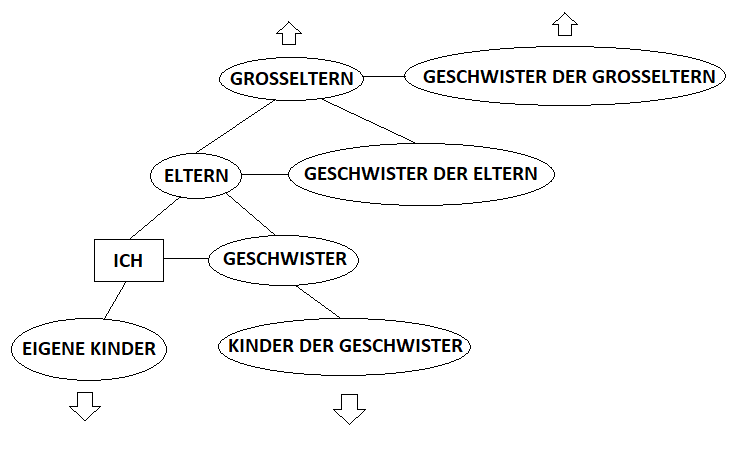 GROSSELTERN
GESCHWISTER DER GROSSELTERN
ELTERN
GESCHWISTER DER ELTERN
ICH
GESCHWISTER
EIGENE KINDER
KINDER DER GESCHWISTER